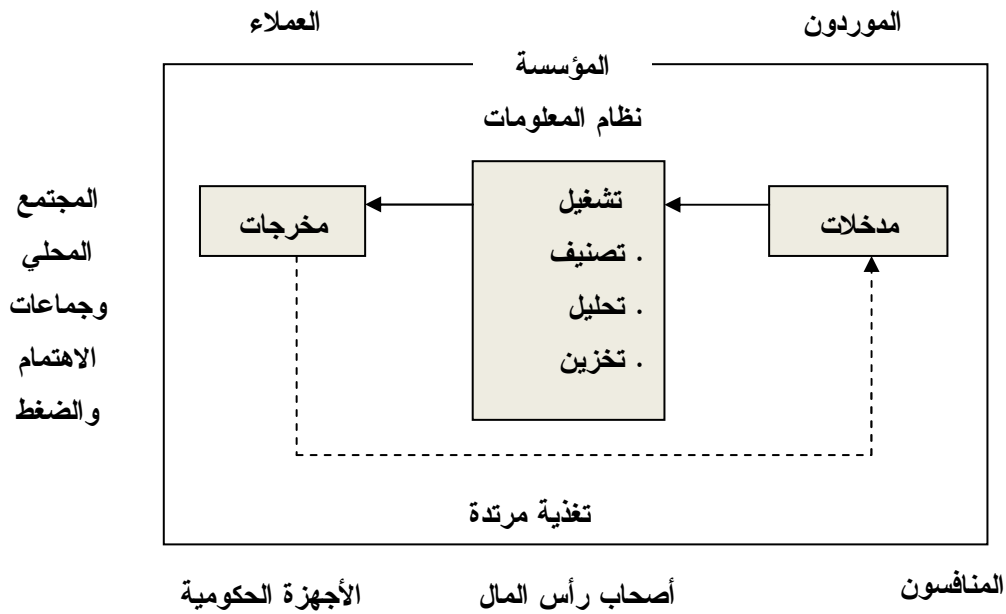 الموردون
العملاء
المؤسسة
نظام المعلومات
مدخلات
تشغيل
. تصنيف
. تحليل
. تخزين
مخرجات
المجتمع
المحلي
وجماعات
الاهتمام
والضغط
تغذية مرتدة
المنافسون
أصحاب رأس المال
الأجهزة الحكومية